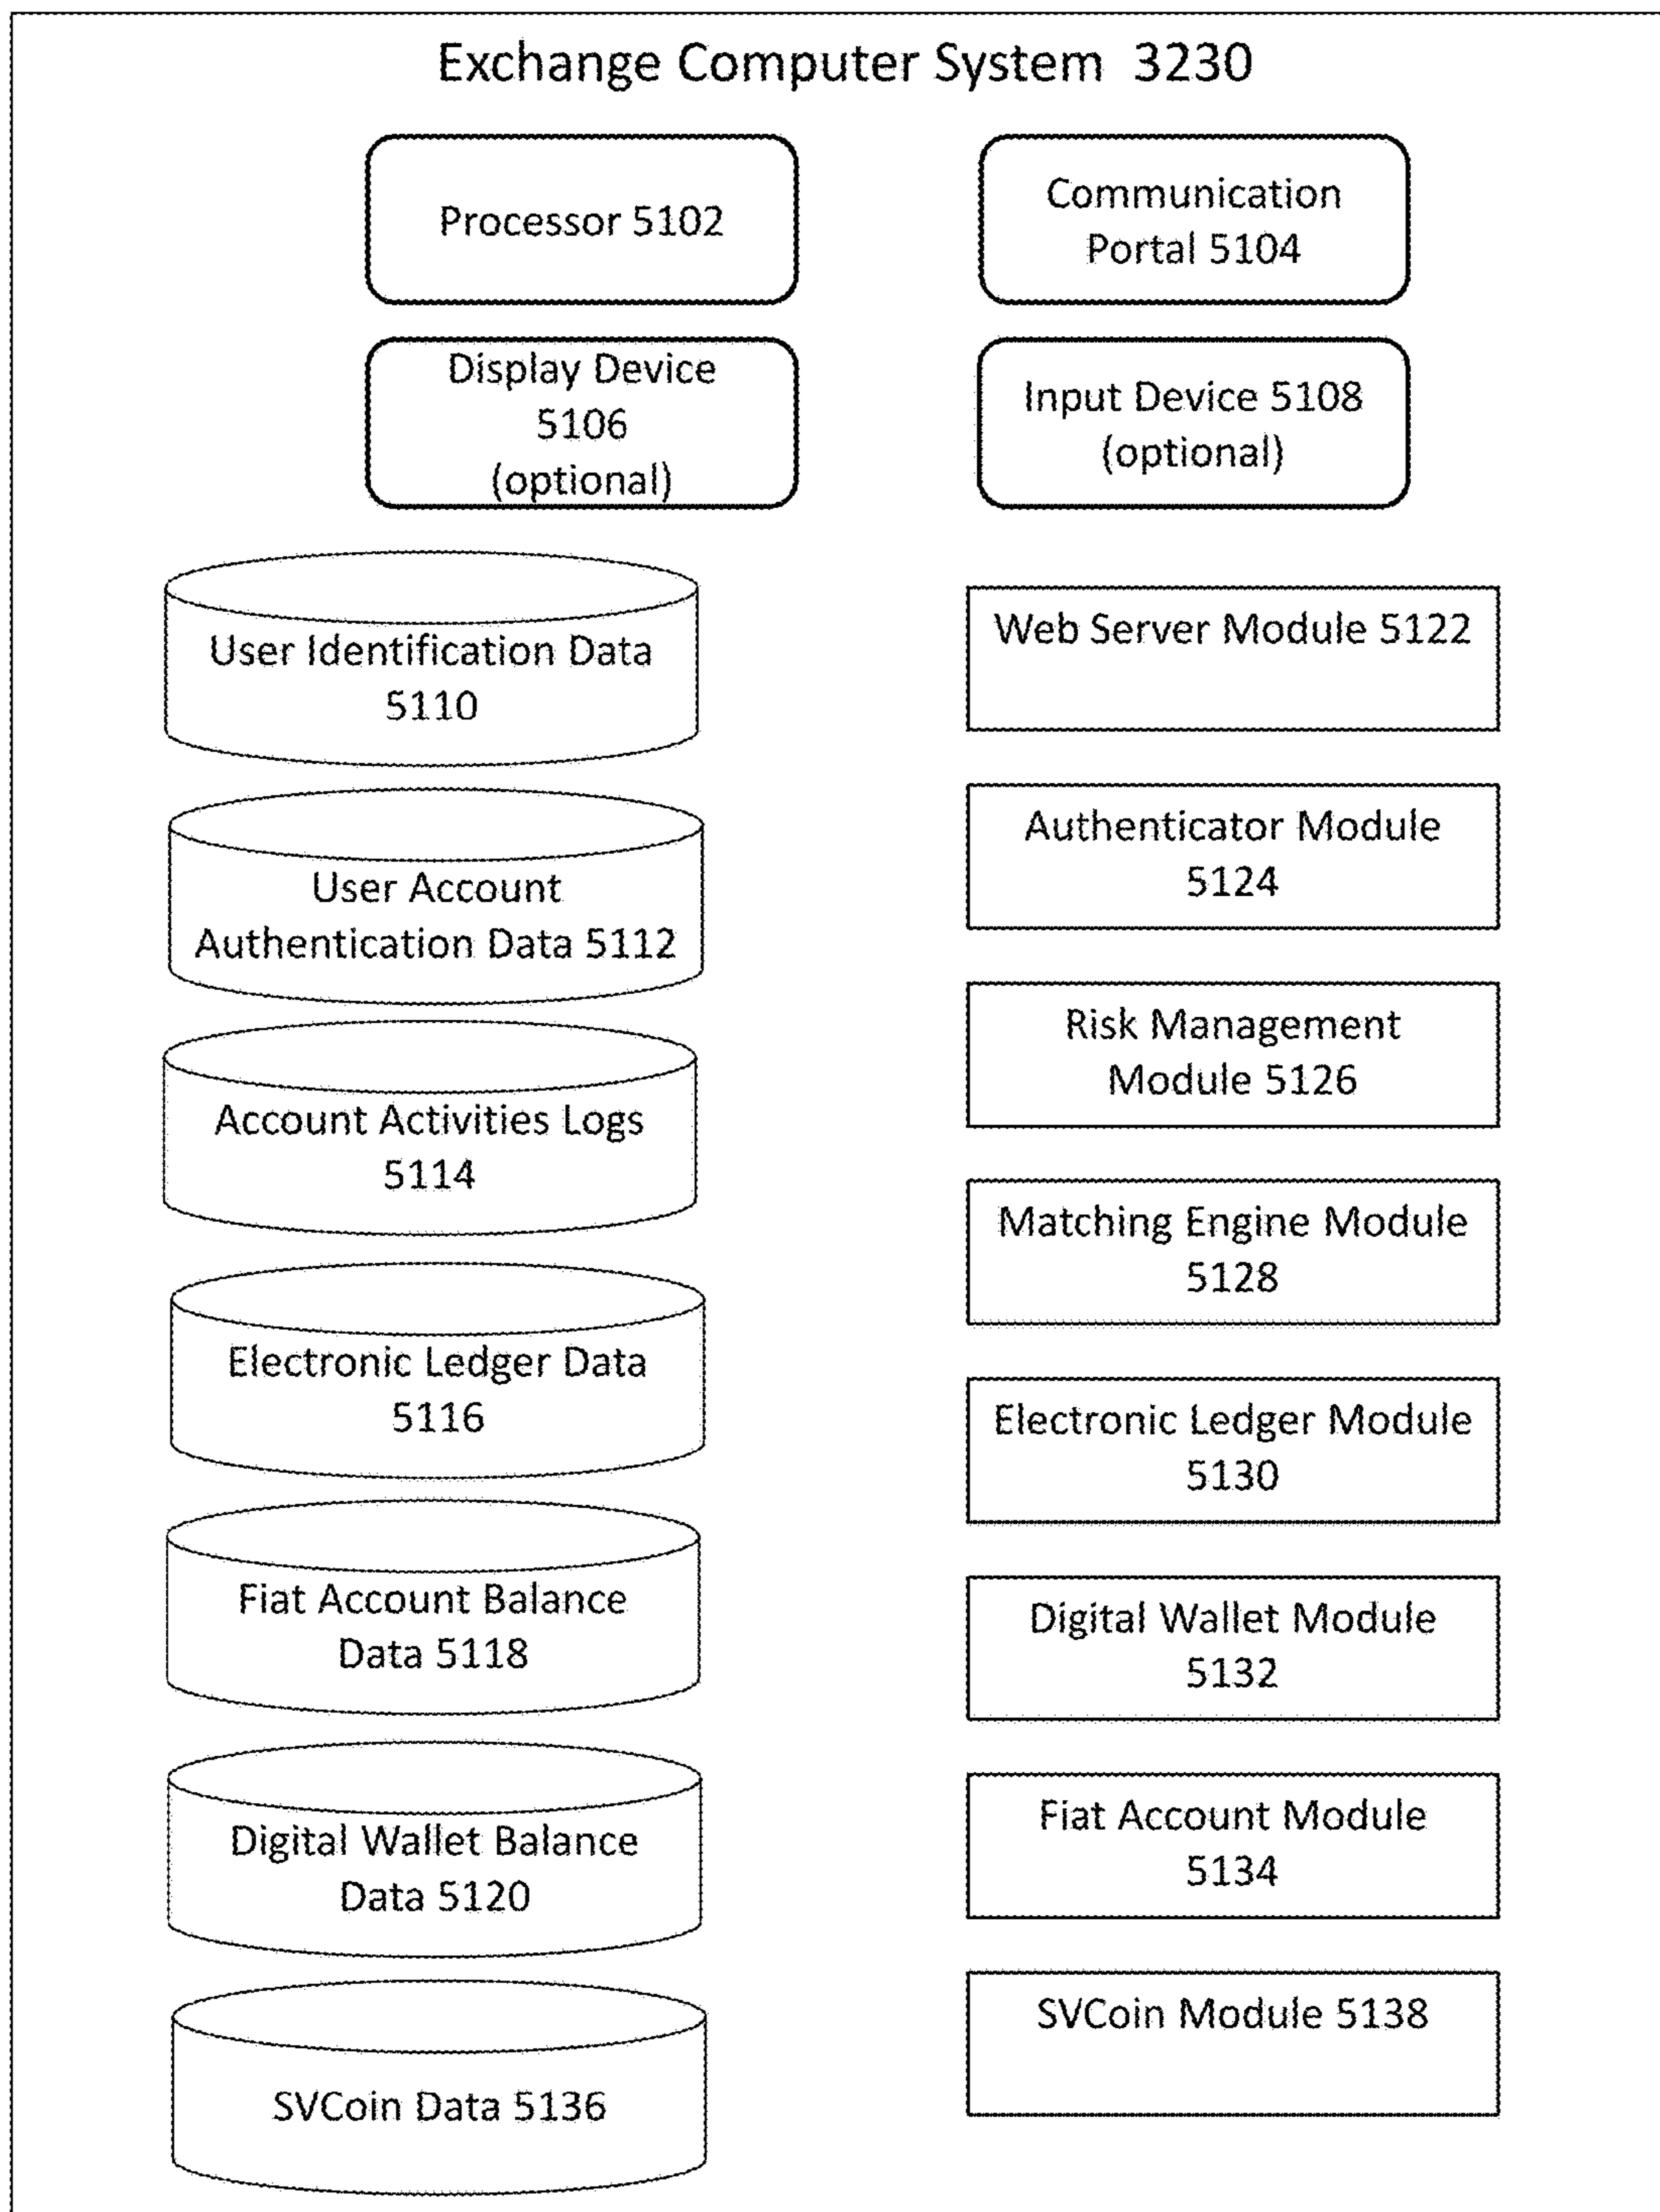 Exchange Computer System 3230
Processor 5102
Communication
Portal 5104
Display Device
5106
(optional)
Input Device 5108
(optional)
User Identification Data
5110
User Account
Authentication Data 5112
Account Activities Logs
5114
Electronic Ledger Data
5116
Fiat Account Balance
Data 5118
Digital Wallet Balance
Data 5120
SVCoin Data 5136
Web Server Module 5122
Authenticator Module
5124
Risk Management
Module 5126
Matching Engine Module
5128
Electronic Ledger Module
5130
Digital Wallet Module
5132
Fiat Account Module
5134
SVCoin Module 5138